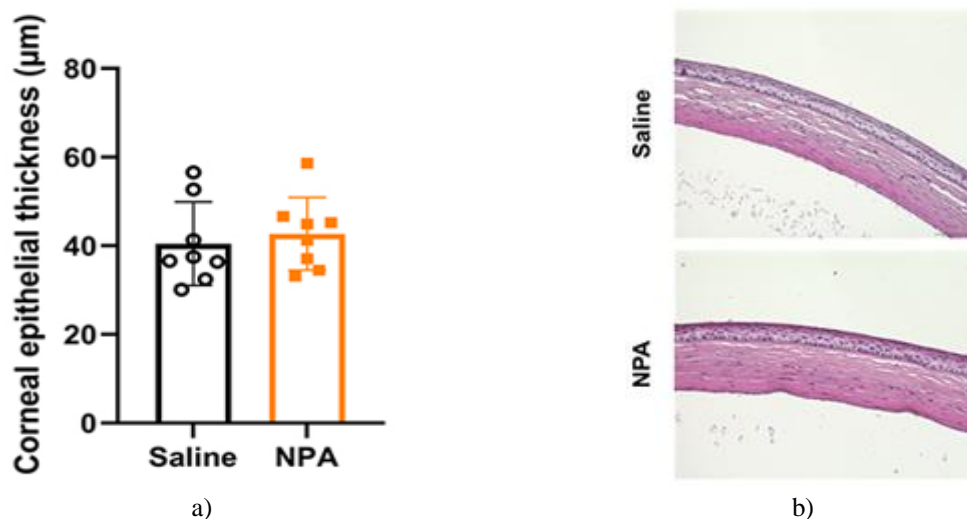 Corneal epithelial thickness (µm)
80
60
40
20
0
Saline NPA
a)
Saline
NPA
b)